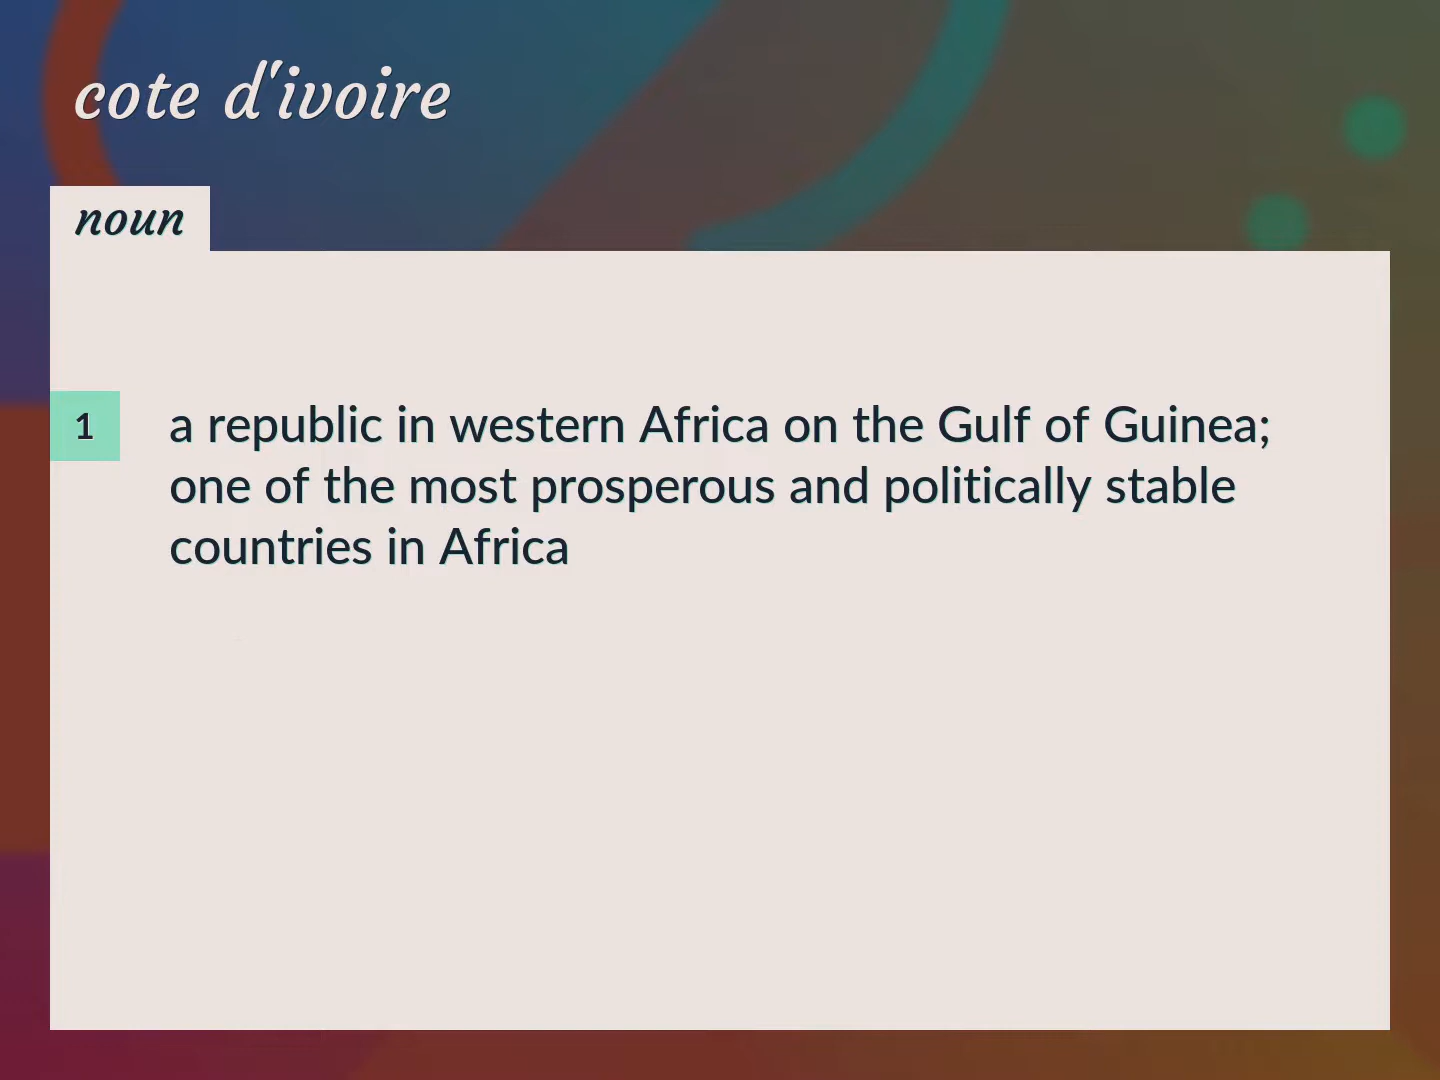 cote d'ivoire
noun
1
a republic in western Africa on the Gulf of Guinea;
one of the most prosperous and politically stable
countries in Africa